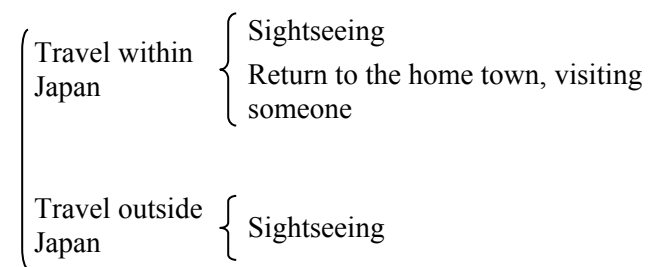 Travel within
Japan
Sightseeing
Return to the home town, visiting
someone
Travel outside
Japan
Sightseeing